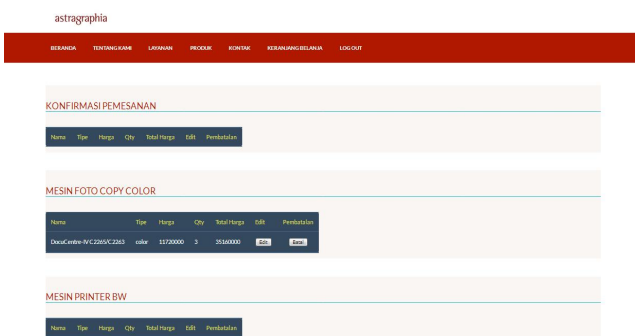 astragraphia
BERANDA TENTANG KAMI LAYANAN PRODUK KONTAK KERANJANG BELANJA LOG OUT
KONFIRMASI PEMESANAN
Nama Tipe Harga Qty Total Harga Edit Pembatalan
MESIN FOTO COPY COLOR
Nama Tipe Harga Qty Total Harga Edit Pembatalan
DocuCentre-IV C2265/C2263 color 11720000 3 35160000 Edit Batal
MESIN PRINTER BW
Nama Tipe Harga Qty Total Harga Edit Pembatalan